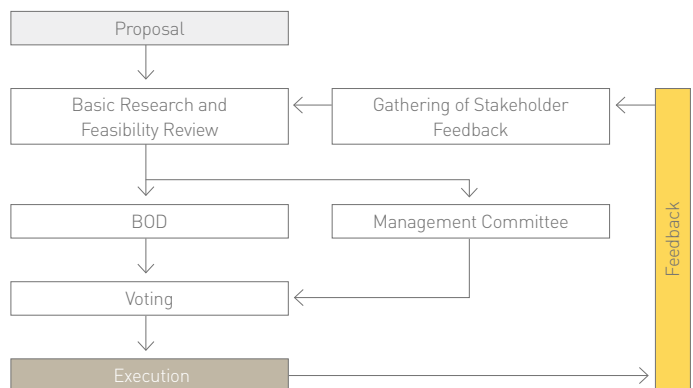 Proposal
Basic Research and
Feasibility Review
Gathering of Stakeholder
Feedback
BOD
Management Committee
Feedback
Voting
Execution